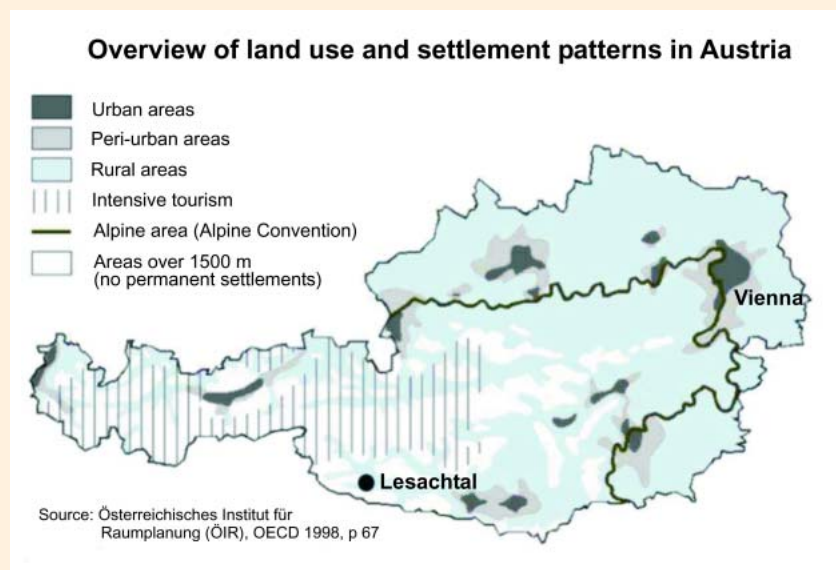 Overview of land use and settlement patterns in Austria
Urban areas
Peri-urban areas
Rural areas
Intensive tourism
Alpine area (Alpine Convention)
Areas over 1500 m
(no permanent settlements)
Vienna
Lesachtal
Source: Österreichisches Institut für
Raumplanung (ÖIR), OECD 1998, p 67